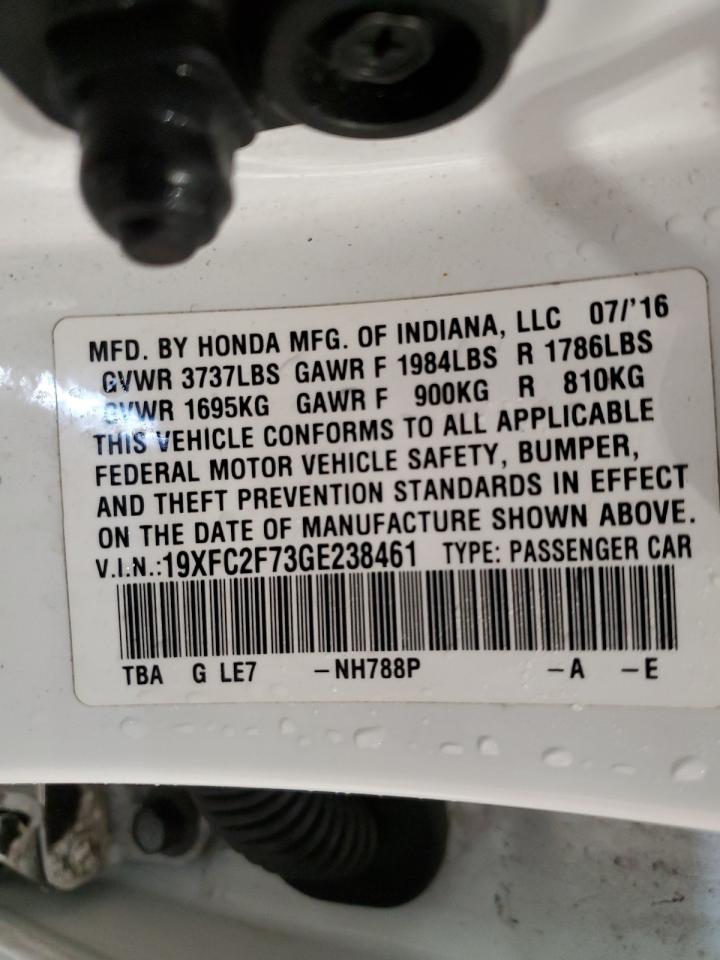 MFD. BY HONDA MFG. OF INDIANA, LLC 07/'16
GVWR 3737LBS GAWR F 1984LBS R 1786LBS
GVWR 1695KG GAWR F 900KG R 810KG
THIS VEHICLE CONFORMS TO ALL APPLICABLE
FEDERAL MOTOR VEHICLE SAFETY, BUMPER,
AND THEFT PREVENTION STANDARDS IN EFFECT
ON THE DATE OF MANUFACTURE SHOWN ABOVE.
V.I.N.:19XFC2F73GE238461 TYPE: PASSENGER CAR
TBA G LE7 -NH788P -A -E